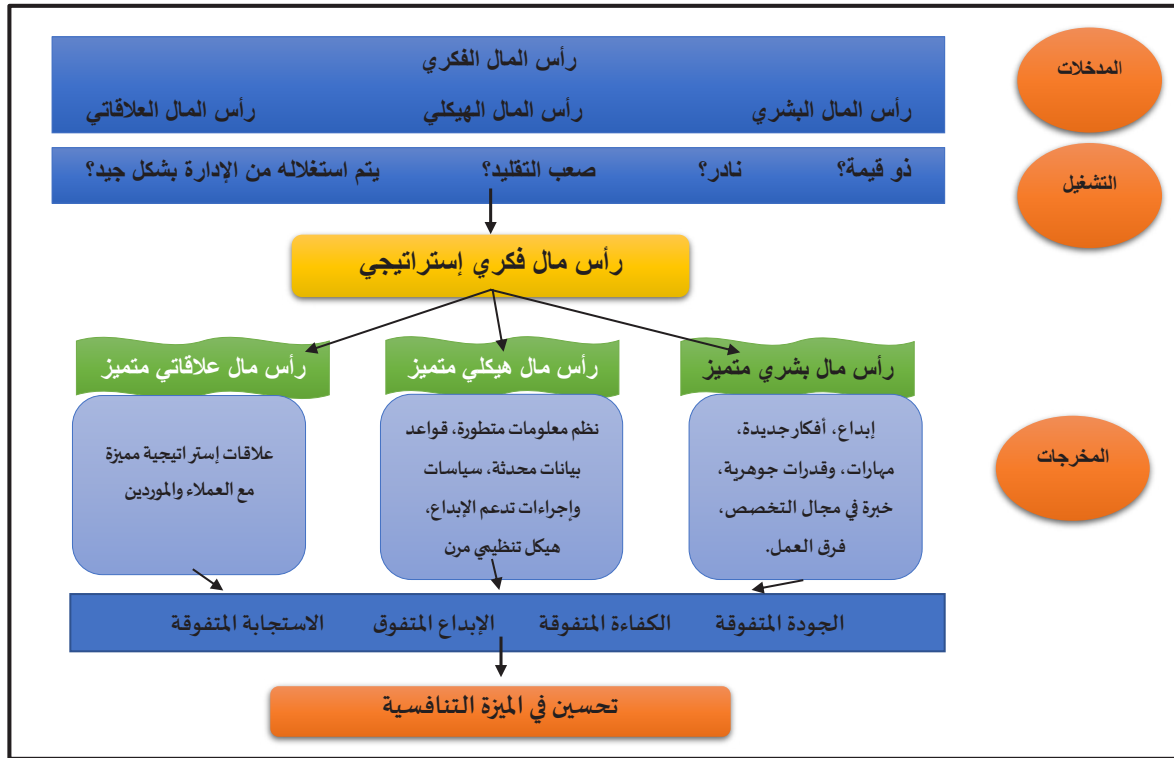 المدخلات
رأس المال الفكري
رأس المال البشري
رأس المال الهيكلي
رأس المال العلاقاتي
التشغيل
ذو قيمة؟
نادر؟
صعب التقليد؟
يتم استغلاله من الإدارة بشكل جيد؟
رأس مال فكري إستراتيجي
رأس مال بشري متميز
رأس مال هيكلي متميز
رأس مال علاقاتي متميز
المخرجات
إبداع، أفكار جديدة،
مهارات، وقدرات جوهرية،
خبرة في مجال التخصص،
فرق العمل.
نظم معلومات متطورة، قواعد
بيانات محدثة، سياسات
وإجراءات تدعم الإبداع،
هيكل تنظيمي مرن
علاقات إستراتيجية مميزة
مع العملاء والموردين
الجودة المتفوقة
الكفاءة المتفوقة
الإبداع المتفوق
الاستجابة المتفوقة
تحسين في الميزة التنافسية